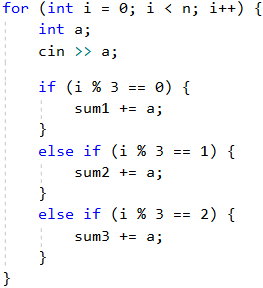 for (int i = 0; i < n; i++) {
    int a;
    cin >> a;

    if (i % 3 == 0) {
        sum1 += a;
    }
    else if (i % 3 == 1) {
        sum2 += a;
    }
    else if (i % 3 == 2) {
        sum3 += a;
    }
}